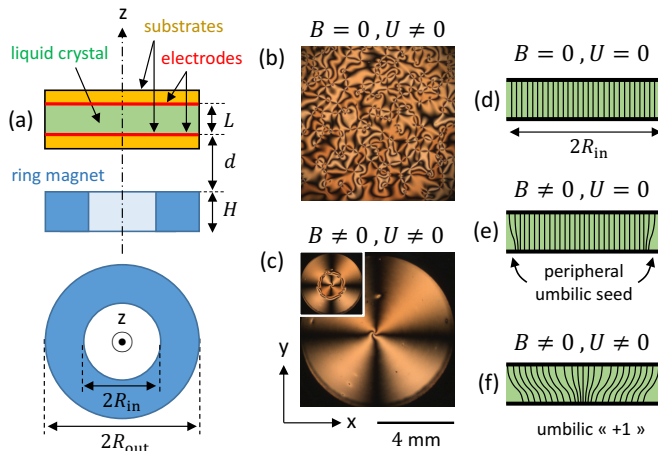 z
substrates
liquid crystal
electrodes
(a)
L
d
ring magnet
H
z
2R_in
2R_out
B = 0 , U ≠ 0
(b)
B ≠ 0 , U ≠ 0
(c)
y
x
4 mm
B = 0, U = 0
(d)
2R_in
B ≠ 0, U = 0
(e)
peripheral
umbilic seed
B ≠ 0, U ≠ 0
(f)
umbilic « +1 »